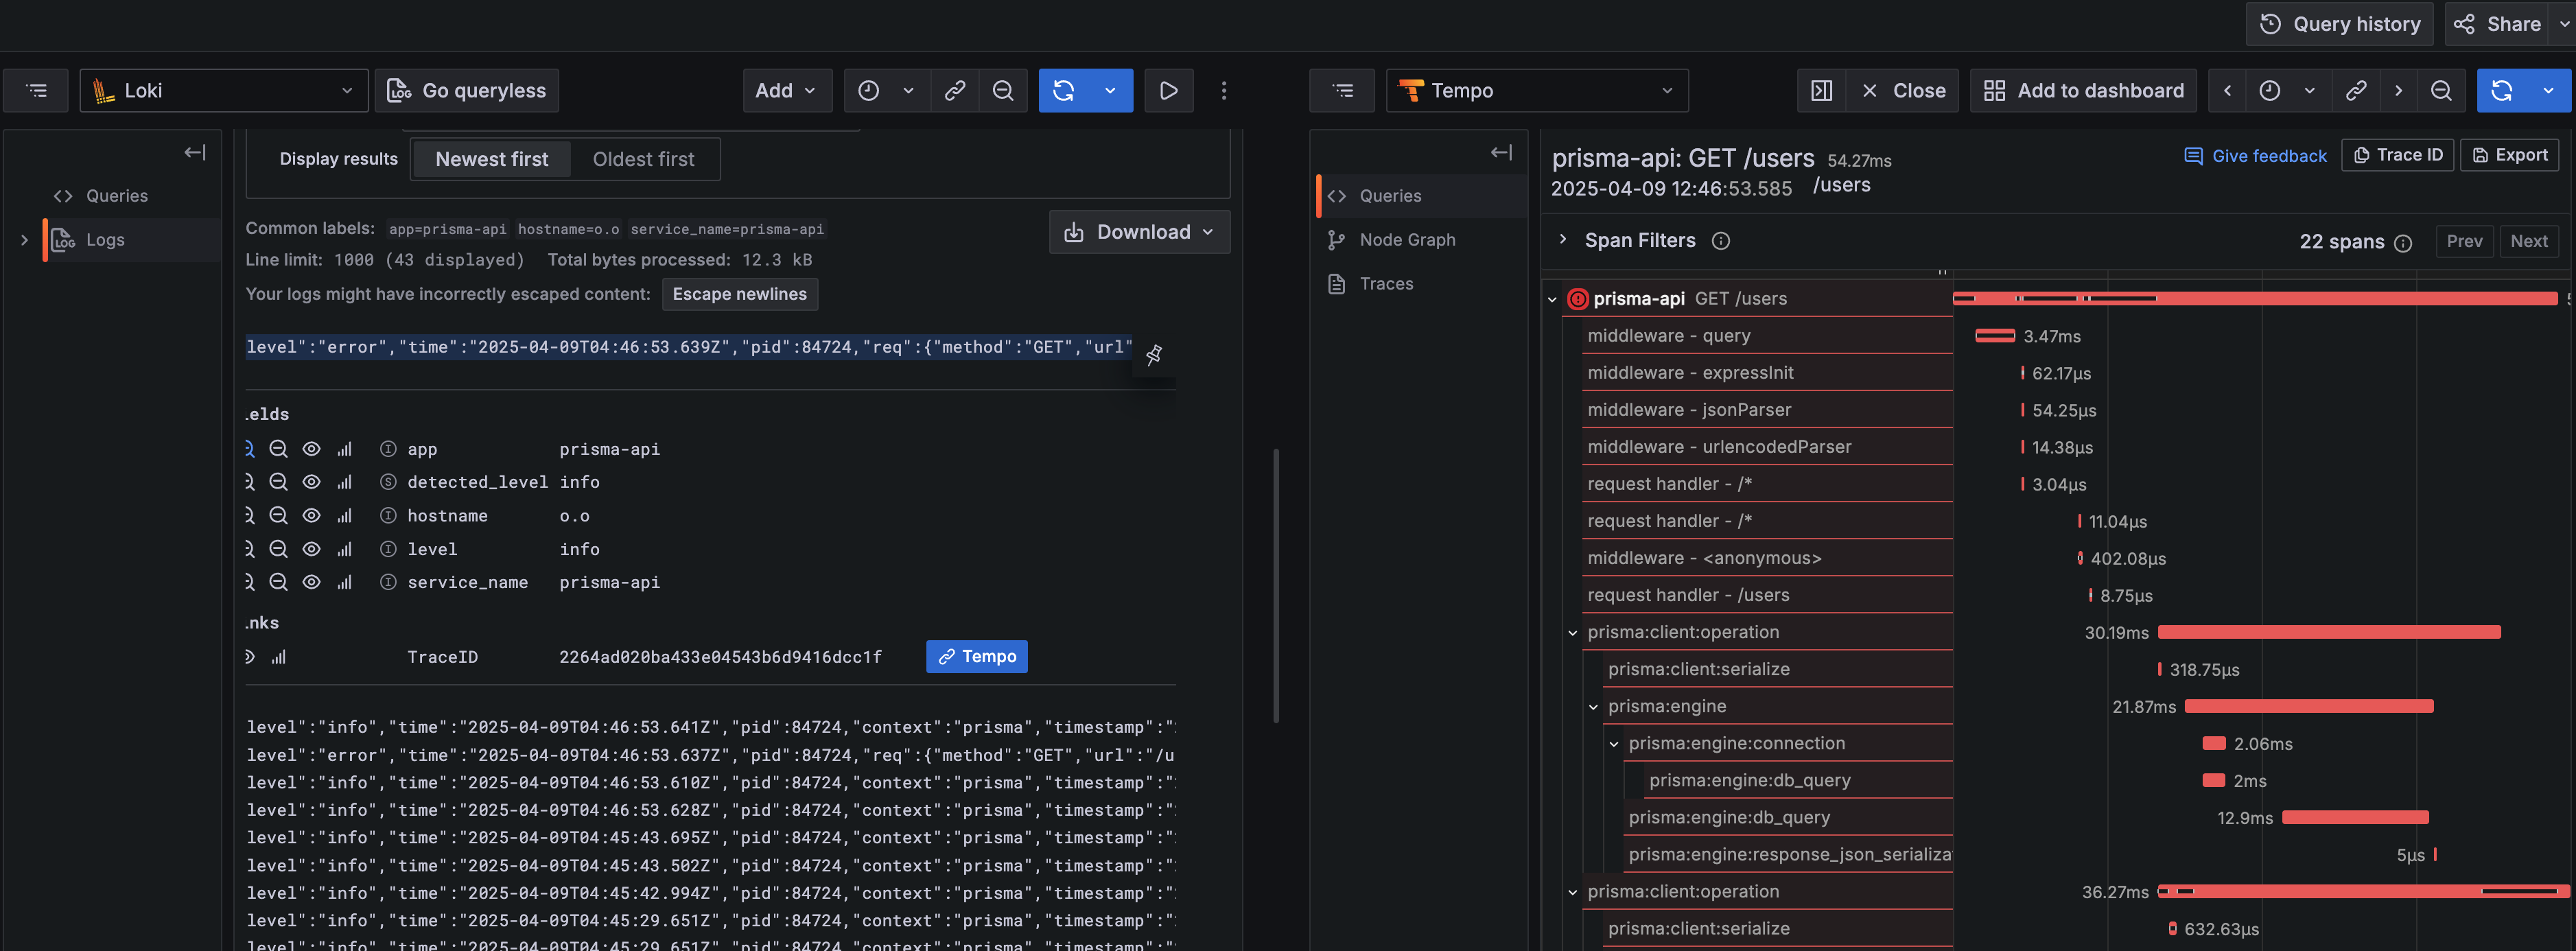 Query history
Share
Loki
Go queryless
Add
Queries
Logs
Display results
Newest first
Oldest first
Common labels: app=prisma-api hostname=o.o service_name=prisma-api
Line limit: 1000 (43 displayed) Total bytes processed: 12.3 kB
Download
Your logs might have incorrectly escaped content: Escape newlines
level":"error","time":"2025-04-09T04:46:53.639Z","pid":84724,"req":{"method":"GET","url"
app prisma-api
detected_level info
hostname o.o
level info
service_name prisma-api
TraceID 2264ad020ba433e04543b6d9416dcc1f Tempo
level":"info","time":"2025-04-09T04:46:53.641Z","pid":84724,"context":"prisma","timestamp":"
level":"error","time":"2025-04-09T04:46:53.637Z","pid":84724,"req":{"method":"GET","url":"/u
level":"info","time":"2025-04-09T04:46:53.610Z","pid":84724,"context":"prisma","timestamp":"
level":"info","time":"2025-04-09T04:46:53.628Z","pid":84724,"context":"prisma","timestamp":"
level":"info","time":"2025-04-09T04:45:43.695Z","pid":84724,"context":"prisma","timestamp":"
level":"info","time":"2025-04-09T04:45:43.502Z","pid":84724,"context":"prisma","timestamp":"
level":"info","time":"2025-04-09T04:45:42.994Z","pid":84724,"context":"prisma","timestamp":"
level":"info","time":"2025-04-09T04:45:29.651Z","pid":84724,"context":"prisma","timestamp":"
level":"info","time":"2025-04-09T04:45:29.651Z","pid":84724,"context":"prisma","timestamp":"
Tempo
Close
Add to dashboard
Queries
Node Graph
Traces
prisma-api: GET /users 54.27ms
2025-04-09 12:46:53.585 /users
Give feedback
Trace ID
Export
Span Filters
22 spans
Prev
Next
prisma-api GET /users
middleware - query 3.47ms
middleware - expressInit 62.17μs
middleware - jsonParser 54.25μs
middleware - urlencodedParser 14.38μs
request handler - /* 3.04μs
request handler - /* 11.04μs
middleware - <anonymous> 402.08μs
request handler - /users 8.75μs
prisma:client:operation 30.19ms
prisma:client:serialize 318.75μs
prisma:engine 21.87ms
prisma:engine:connection 2.06ms
prisma:engine:db_query 2ms
prisma:engine:db_query 12.9ms
prisma:engine:response_json_serializa 5μs
prisma:client:operation 36.27ms
prisma:client:serialize 632.63μs